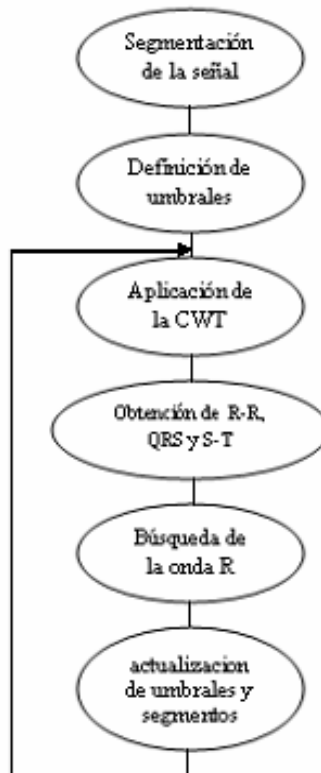 Segmentación
de la señal
Definición de
umbrales
Aplicación de
la CWT
Obtención de R-R,
QRS y S-T
Búsqueda de
la onda R
actualizacion
de umbrales y
segmentos